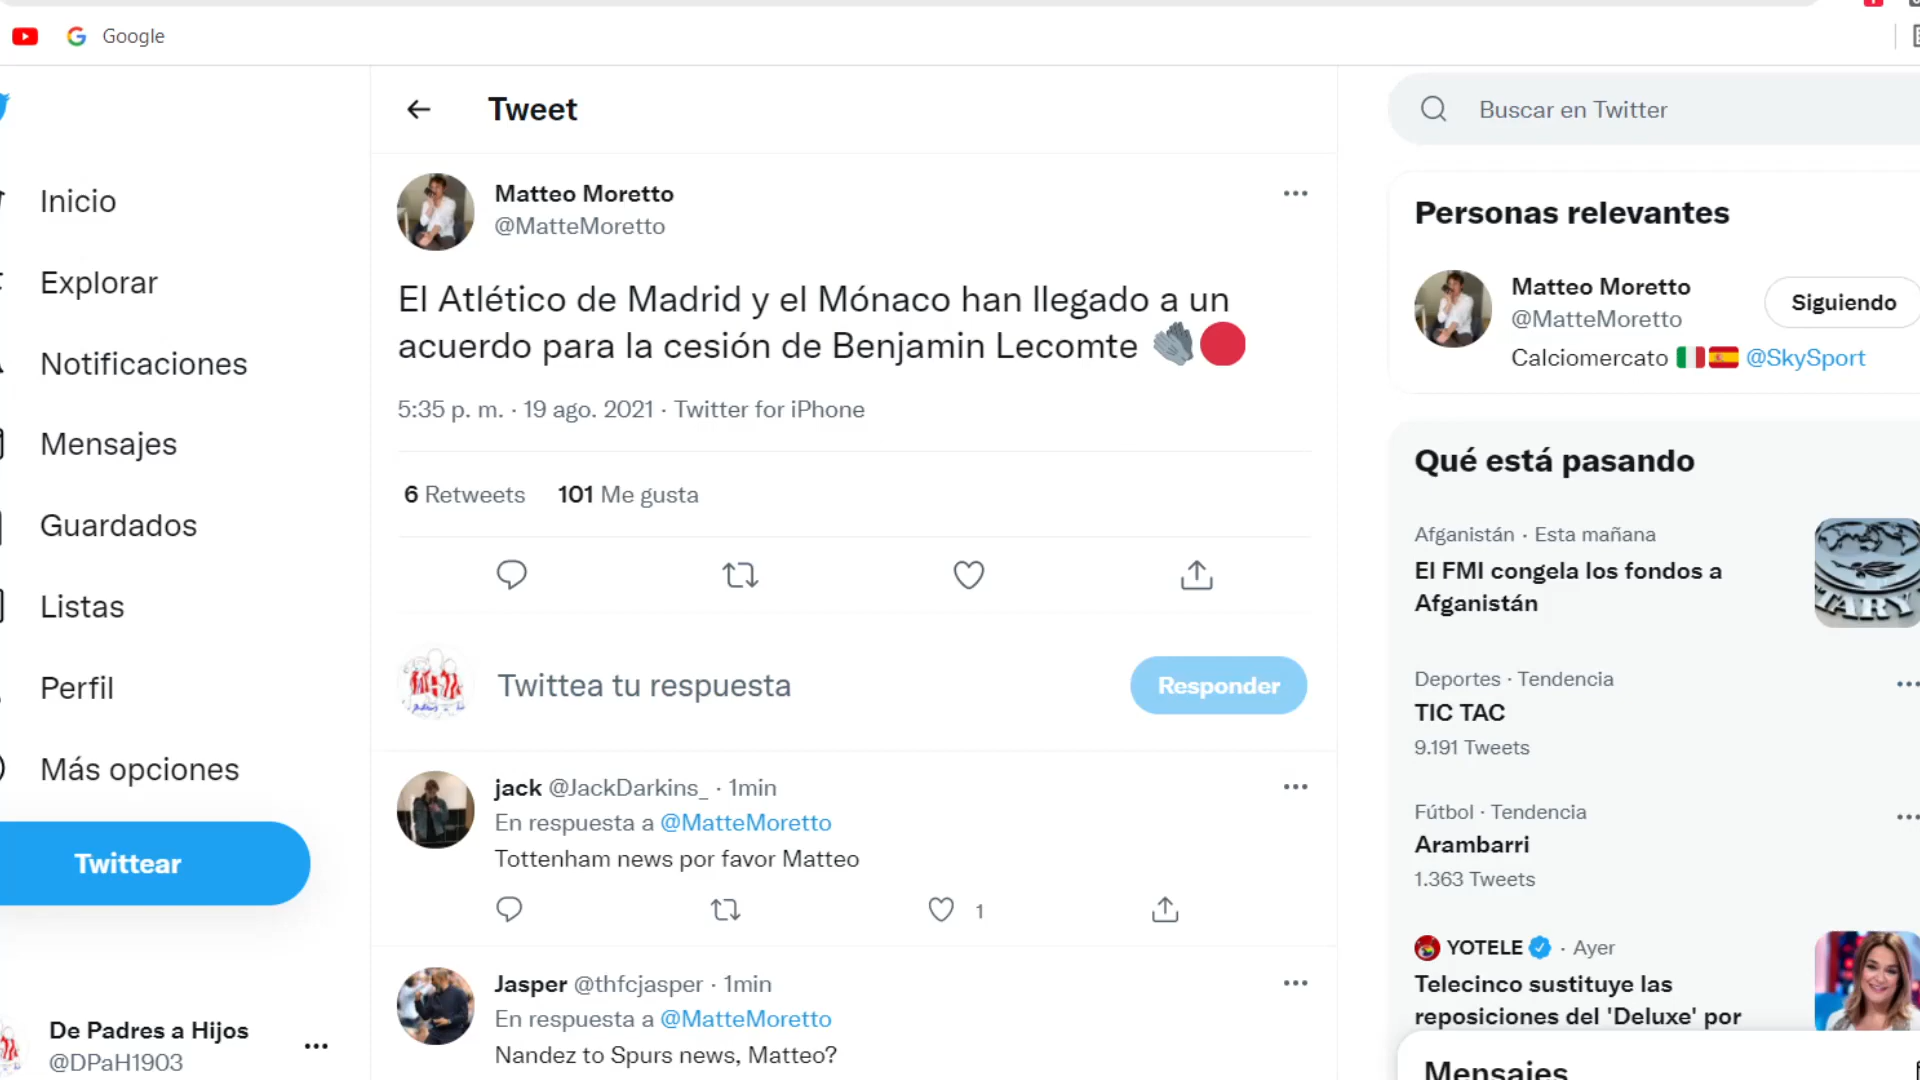 Google
Tweet
Buscar en Twitter
Inicio
Explorar
Notificaciones
Mensajes
Guardados
Listas
Perfil
Más opciones
Twittear
De Padres a Hijos
@DPaH1903
Matteo Moretto
@MatteMoretto
El Atlético de Madrid y el Mónaco han llegado a un
acuerdo para la cesión de Benjamin Lecomte 🧤🔴
5:35 p. m. · 19 ago. 2021 · Twitter for iPhone
6 Retweets 101 Me gusta
Twittea tu respuesta
Responder
jack @JackDarkins_ · 1min
En respuesta a @MatteMoretto
Tottenham news por favor Matteo
1
Jasper @thfcjasper · 1min
En respuesta a @MatteMoretto
Nandez to Spurs news, Matteo?
Personas relevantes
Matteo Moretto
@MatteMoretto
Siguiendo
Calciomercato 🇮🇹🇪🇸 @SkySport
Qué está pasando
Afganistán · Esta mañana
El FMI congela los fondos a
Afganistán
TARY
Deportes · Tendencia
TIC TAC
9.191 Tweets
Fútbol · Tendencia
Arambarri
1.363 Tweets
YOTELE · Ayer
Telecinco sustituye las
reposiciones del 'Deluxe' por
Mensajes